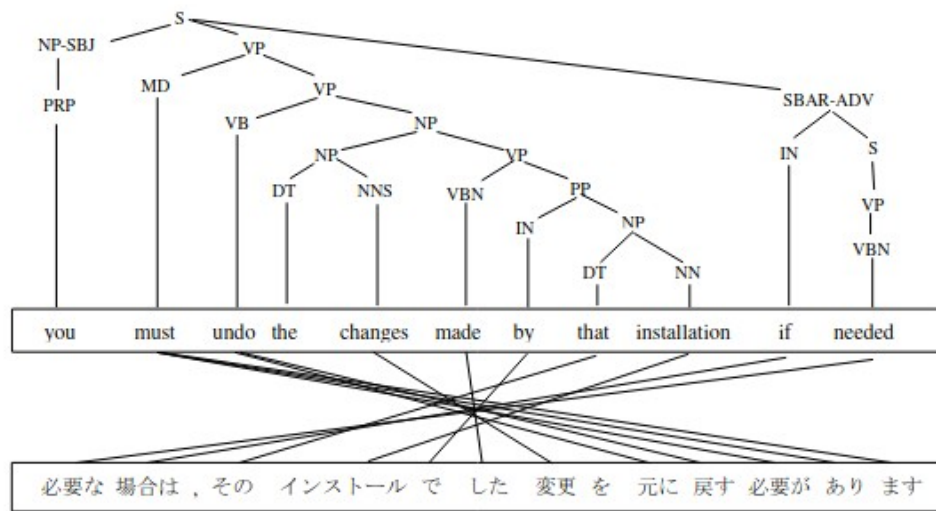 S
NP-SBJ VP
MD VP SBAR-ADV
PRP VB NP IN S
NP VP
DT NNS VBN PP VP
IN NP VBN
DT NN
you must undo the changes made by that installation if needed
必要な 場合は , その インストール で した 変更 を 元に 戻す 必要が あり ます